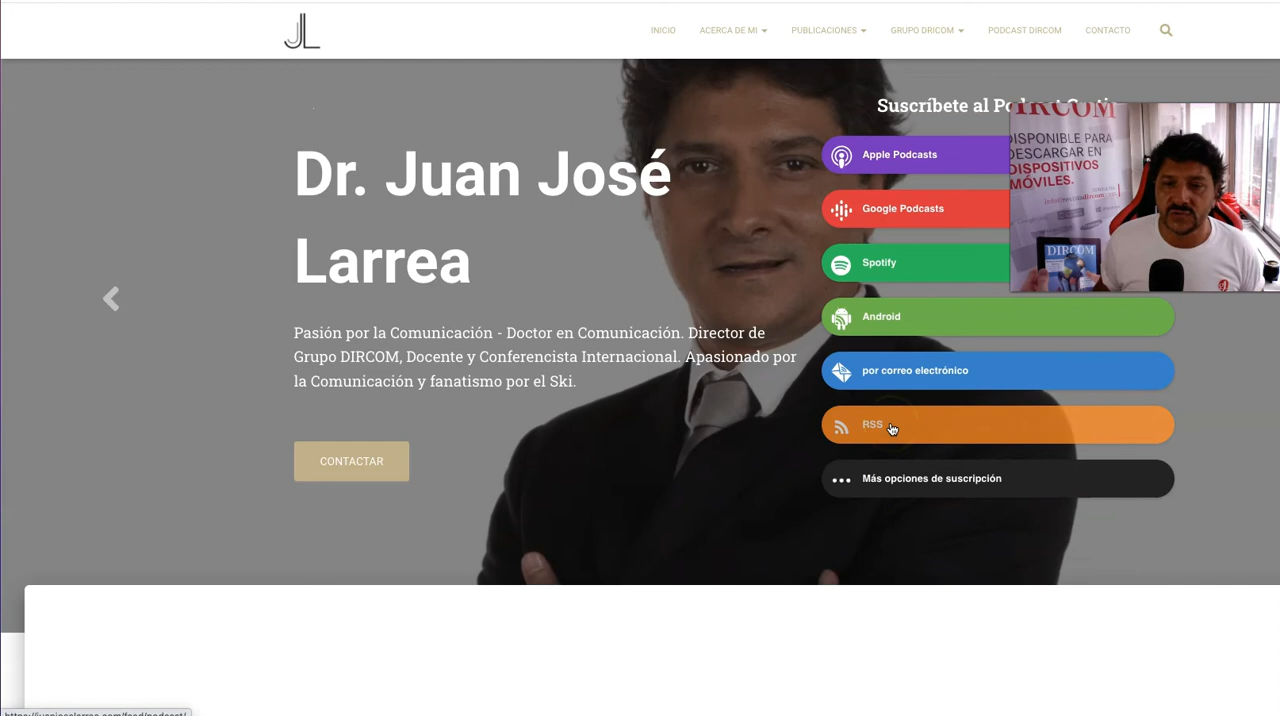 JL
INICIO
ACERCA DE MI
PUBLICACIONES
GRUPO DRICOM
PODCAST DIRCOM
CONTACTO
Dr. Juan José
Larrea
Pasión por la Comunicación - Doctor en Comunicación. Director de
Grupo DIRCOM, Docente y Conferencista Internacional. Apasionado por
la Comunicación y fanatismo por el Ski.
CONTACTAR
Suscríbete al
Apple Podcasts
Google Podcasts
Spotify
Android
por correo electrónico
RSS
Más opciones de suscripción
DISPONIBLE PARA
DESCARGAR EN
DISPOSITIVOS
MÓVILES.
DIRCOM